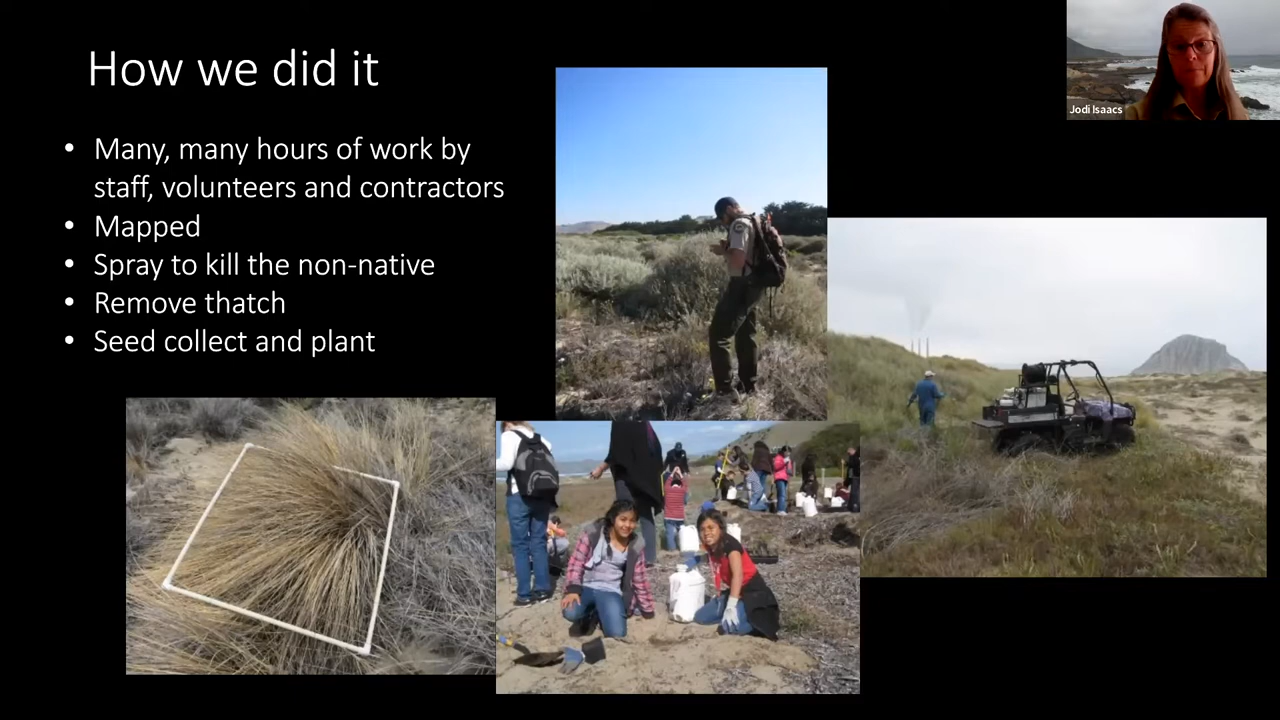 How we did it
• Many, many hours of work by
staff, volunteers and contractors
• Mapped
• Spray to kill the non-native
• Remove thatch
• Seed collect and plant
Jodi Isaacs